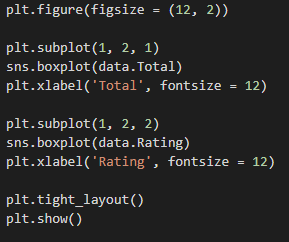 plt.figure(figsize = (12, 2))
plt.subplot(1, 2, 1)
sns.boxplot(data.Total)
plt.xlabel('Total', fontsize = 12)
plt.subplot(1, 2, 2)
sns.boxplot(data.Rating)
plt.xlabel('Rating', fontsize = 12)
plt.tight_layout()
plt.show()